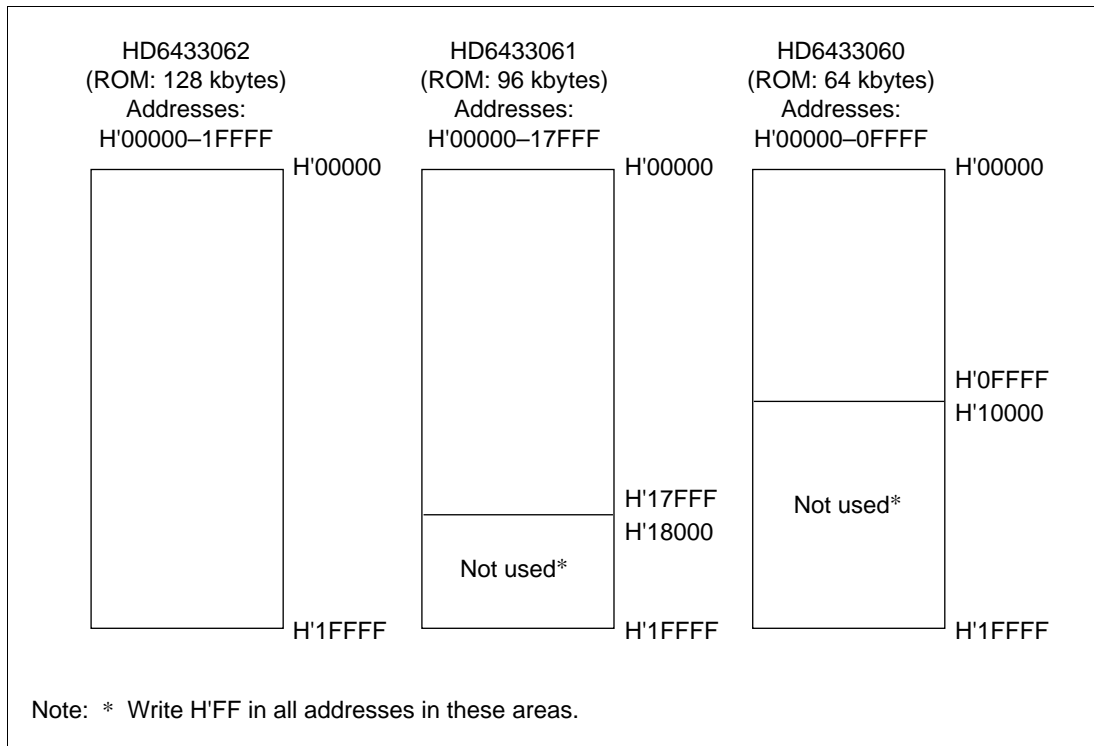 HD6433062
(ROM: 128 kbytes)
Addresses:
H'00000–1FFFF
H'00000
H'1FFFF
HD6433061
(ROM: 96 kbytes)
Addresses:
H'00000–17FFF
H'00000
H'17FFF
H'18000
Not used*
H'1FFFF
HD6433060
(ROM: 64 kbytes)
Addresses:
H'00000–0FFFF
H'00000
H'0FFFF
H'10000
Not used*
H'1FFFF
Note: * Write H'FF in all addresses in these areas.